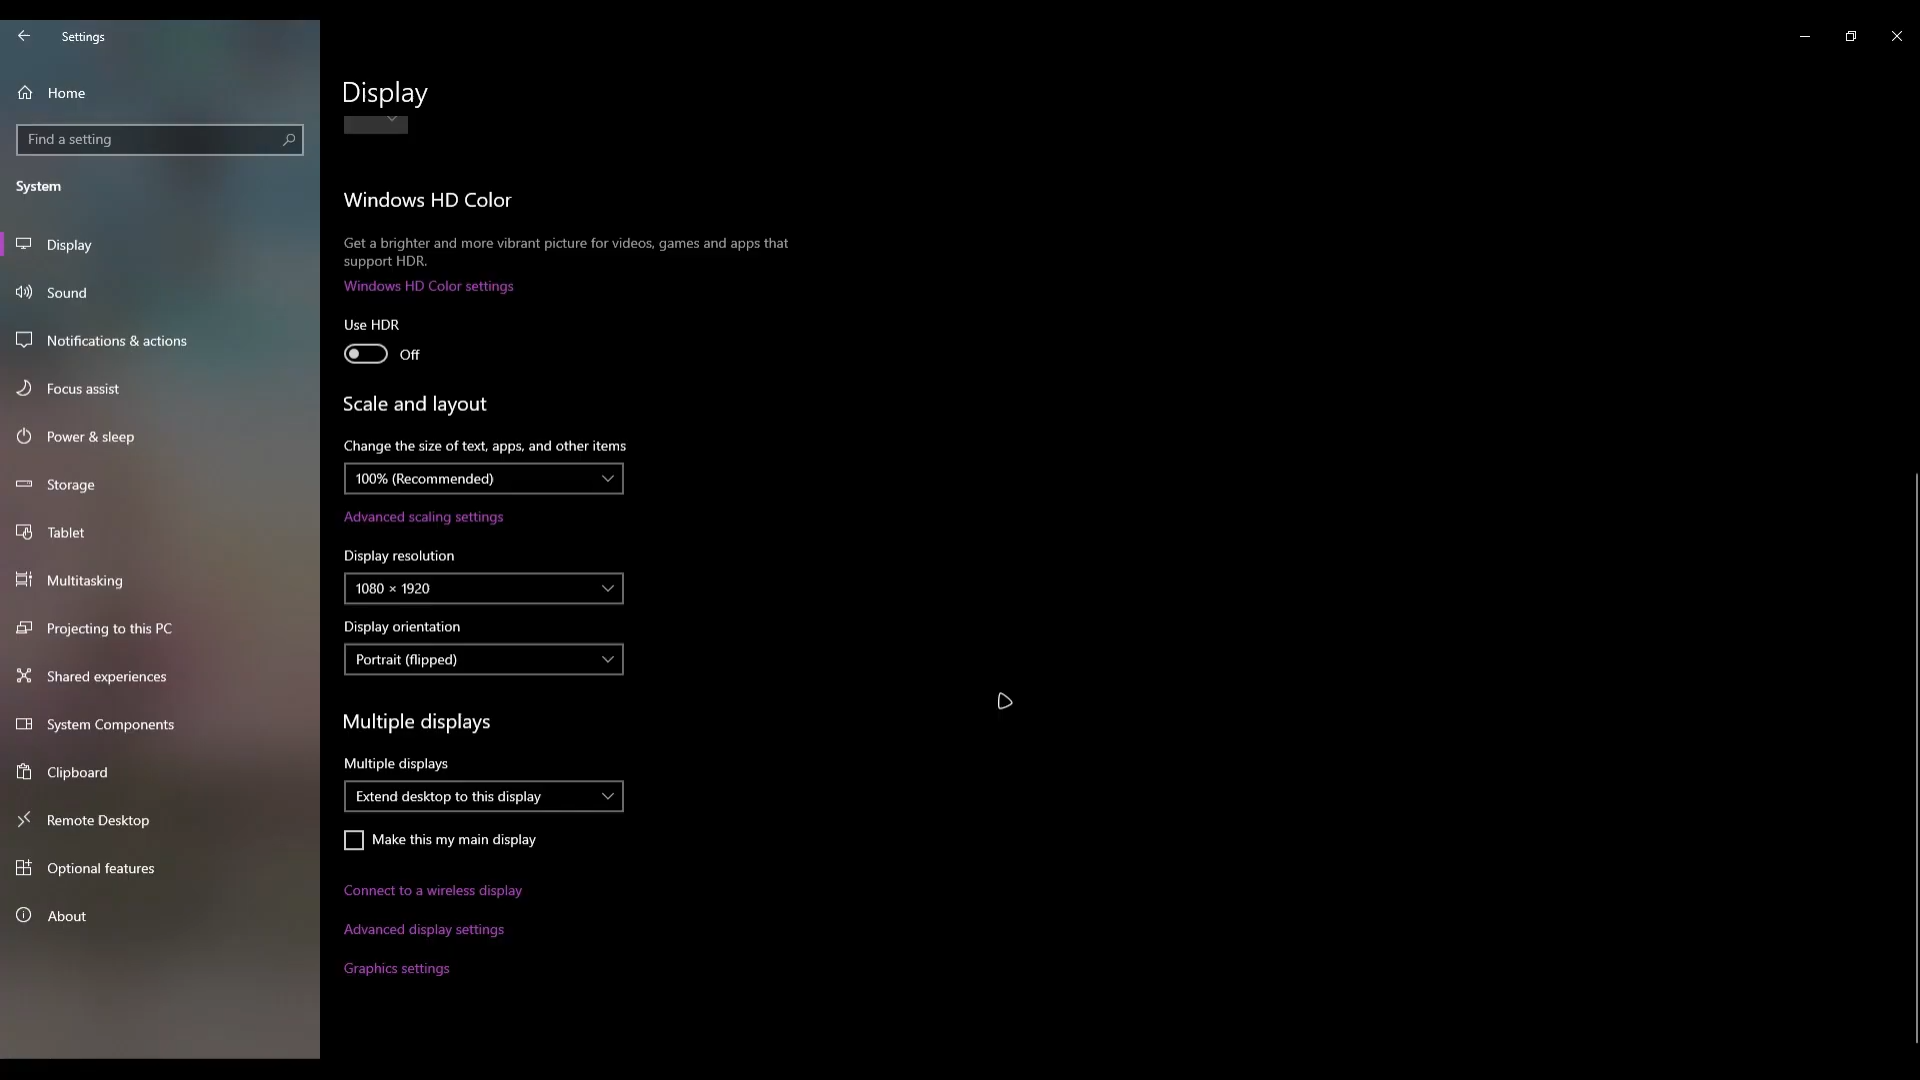 Settings
Home
Find a setting
System
Display
Sound
Notifications & actions
Focus assist
Power & sleep
Storage
Tablet
Multitasking
Projecting to this PC
Shared experiences
System Components
Clipboard
Remote Desktop
Optional features
About
Display
Windows HD Color
Get a brighter and more vibrant picture for videos, games and apps that
support HDR.
Windows HD Color settings
Use HDR
Off
Scale and layout
Change the size of text, apps, and other items
100% (Recommended)
Advanced scaling settings
Display resolution
1080 × 1920
Display orientation
Portrait (flipped)
Multiple displays
Multiple displays
Extend desktop to this display
Make this my main display
Connect to a wireless display
Advanced display settings
Graphics settings